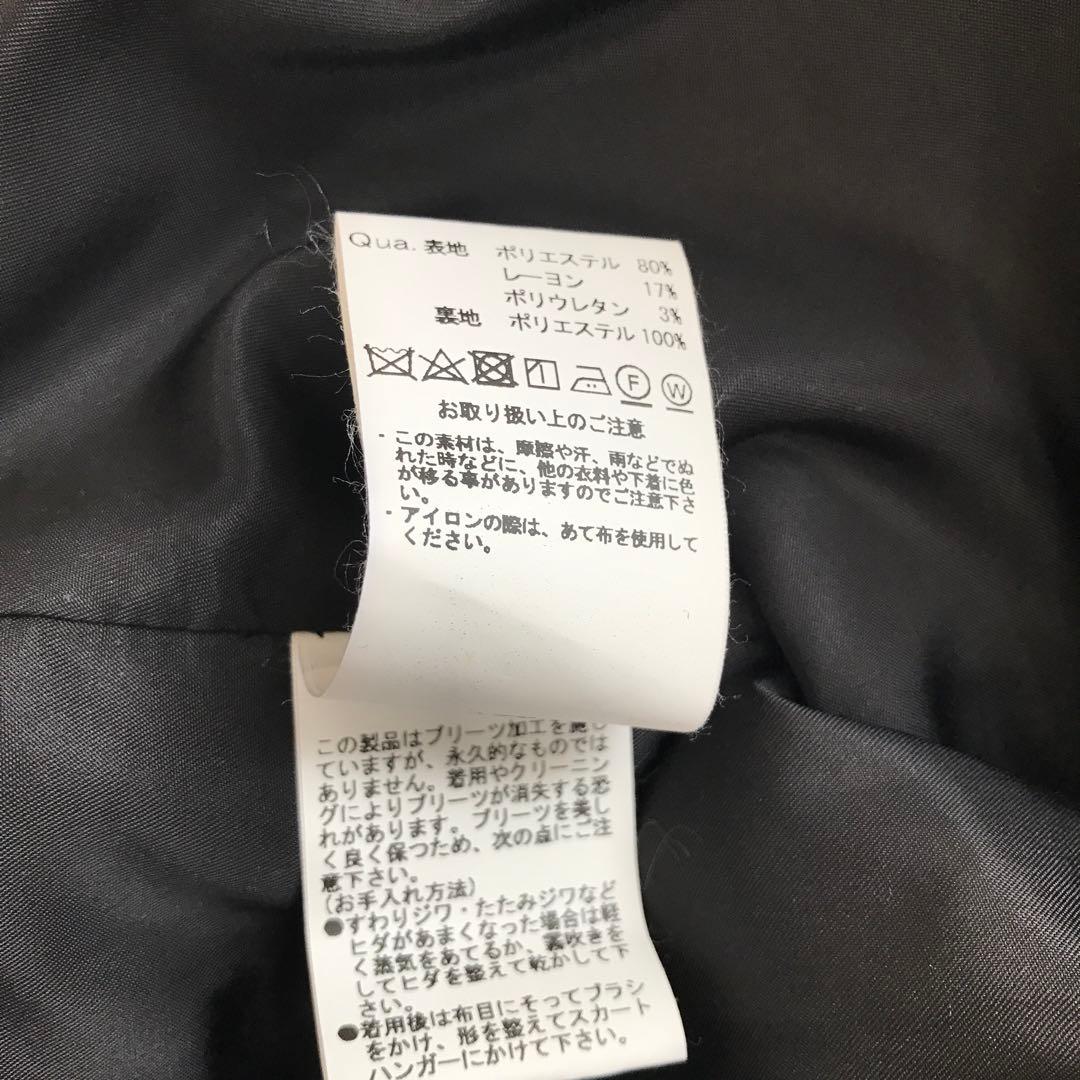 Qua. 表地 ポリエステル 80%
レーヨン 17%
ポリウレタン 3%
裏地 ポリエステル 100%
F W
お取り扱い上のご注意
・この素材は、摩擦や汗、雨などでぬ
れた時などに、他の衣料や下着に色
が移る事がありますのでご注意下さ
い。
・アイロンの際は、あて布を使用して
ください。
この製品はプリーツ加工を施し
ていますが、永久的なものでは
ありません。着用やクリーニン
グによりプリーツが消失する恐
れがあります。プリーツを美し
く良く保つため、次の点にご注
意下さい。
(お手入れ方法)
●すわりジワ・たたみジワなど
ヒダがあまくなった場合は軽
く蒸気をあてるか、霧吹きを
してヒダを整えて乾かして下
さい。
●着用後は布目にそってブラシ
をかけ、形を整えてスカート
ハンガーにかけて下さい。